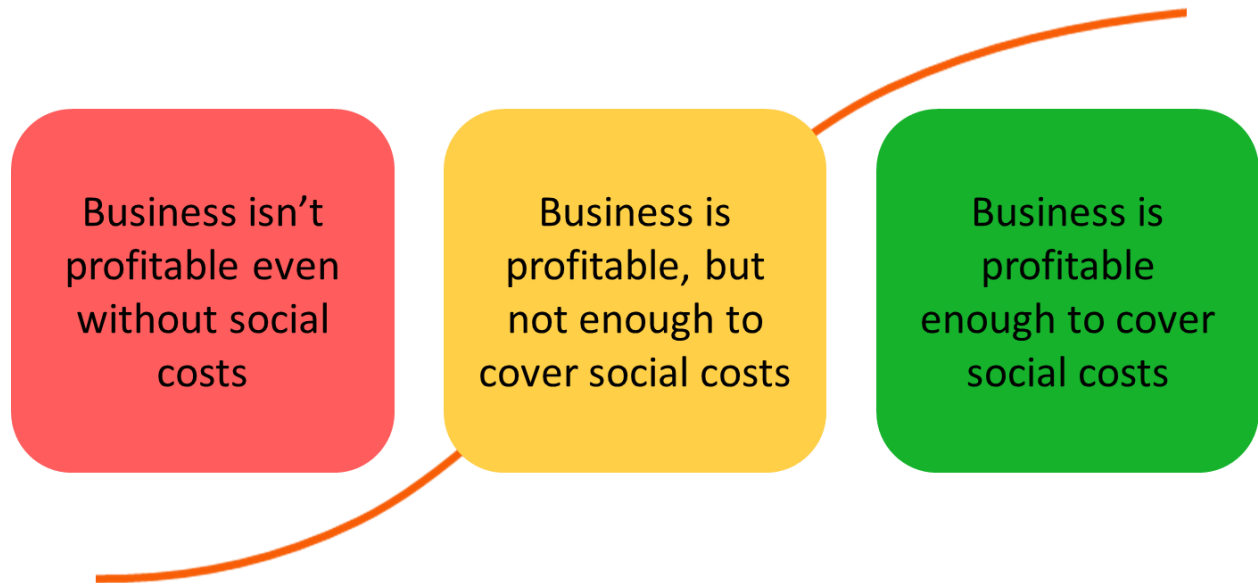 Business isn’t
profitable even
without social
costs
Business is
profitable, but
not enough to
cover social costs
Business is
profitable
enough to cover
social costs